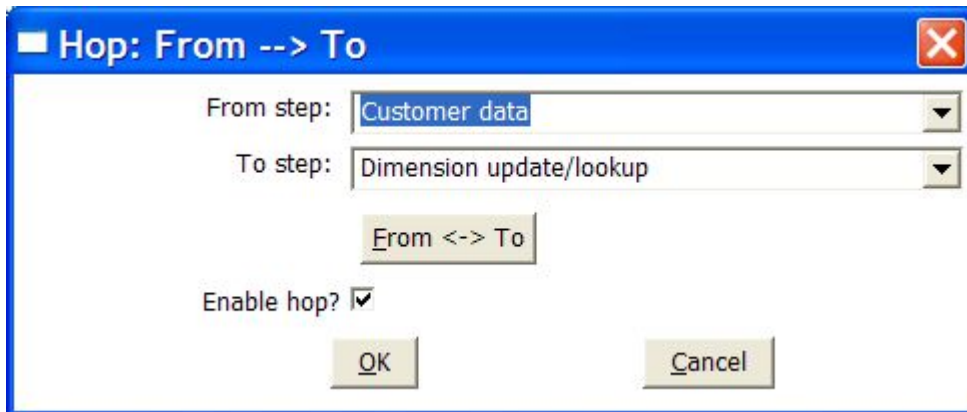 Hop: From --> To
From step: Customer data
To step: Dimension update/lookup
From <-> To
Enable hop?
OK Cancel